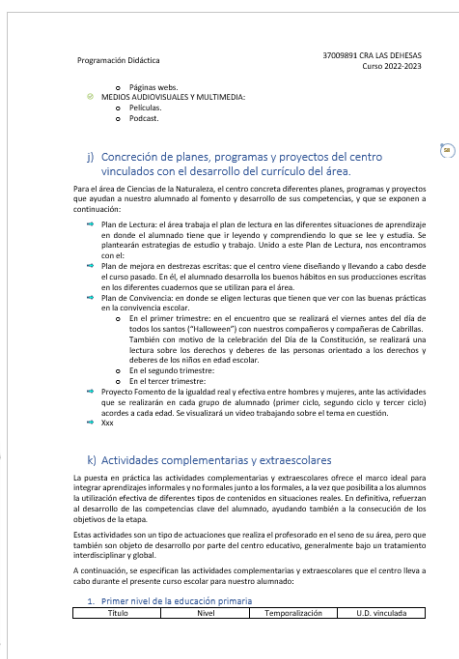 Programación Didáctica
37009891 CRA LAS DEHESAS
Curso 2022-2023
o Páginas webs.
MEDIOS AUDIOVISUALES Y MULTIMEDIA:
o Películas.
o Podcast.
j) Concreción de planes, programas y proyectos del centro
vinculados con el desarrollo del currículo del área.
Para el área de Ciencias de la Naturaleza, el centro concreta diferentes planes, programas y proyectos
que ayudan a nuestro alumnado al fomento y desarrollo de sus competencias, y que se exponen a
continuación:
Plan de Lectura: el área trabaja el plan de lectura en las diferentes situaciones de aprendizaje
en donde el alumnado tiene que ir leyendo y comprendiendo lo que se lee y estudia. Se
plantearán estrategias de estudio y trabajo. Unido a este Plan de Lectura, nos encontramos
con el:
Plan de mejora en destrezas escritas: que el centro viene diseñando y llevando a cabo desde
el curso pasado. En él, el alumnado desarrolla los buenos hábitos en sus producciones escritas
en los diferentes cuadernos que se utilizan para el área.
Plan de Convivencia: en donde se eligen lecturas que tienen que ver con las buenas prácticas
en la convivencia escolar.
o En el primer trimestre: en el encuentro que se realizará el viernes antes del día de
todos los santos ("Halloween") con nuestros compañeros y compañeras de Cabrillas.
También con motivo de la celebración del Día de la Constitución, se realizará una
lectura sobre los derechos y deberes de las personas orientado a los derechos y
deberes de los niños en edad escolar.
o En el segundo trimestre:
o En el tercer trimestre:
Proyecto Fomento de la igualdad real y efectiva entre hombres y mujeres, ante las actividades
que se realizarán en cada grupo de alumnado (primer ciclo, segundo ciclo y tercer ciclo)
acordes a cada edad. Se visualizará un vídeo trabajando sobre el tema en cuestión.
Xxx
k) Actividades complementarias y extraescolares
La puesta en práctica las actividades complementarias y extraescolares ofrece el marco ideal para
integrar aprendizajes informales y no formales junto a los formales, a la vez que posibilita a los alumnos
la utilización efectiva de diferentes tipos de contenidos en situaciones reales. En definitiva, refuerzan
al desarrollo de las competencias clave del alumnado, ayudando también a la consecución de los
objetivos de la etapa.
Estas actividades son un tipo de actuaciones que realiza el profesorado en el seno de su área, pero que
también son objeto de desarrollo por parte del centro educativo, generalmente bajo un tratamiento
interdisciplinar y global.
A continuación, se especifican las actividades complementarias y extraescolares que el centro lleva a
cabo durante el presente curso escolar para nuestro alumnado:
1. Primer nivel de la educación primaria
Título Nivel Temporalización U.D. vinculada